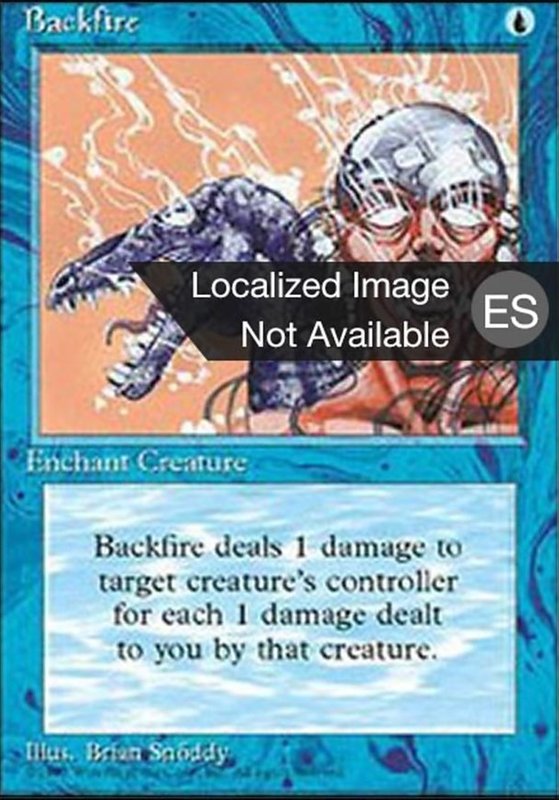 Backfire
Localized Image
Not Available
ES
Enchant Creature
Backfire deals 1 damage to
target creature's controller
for each 1 damage dealt
to you by that creature.
Illus. Brian Snoddy